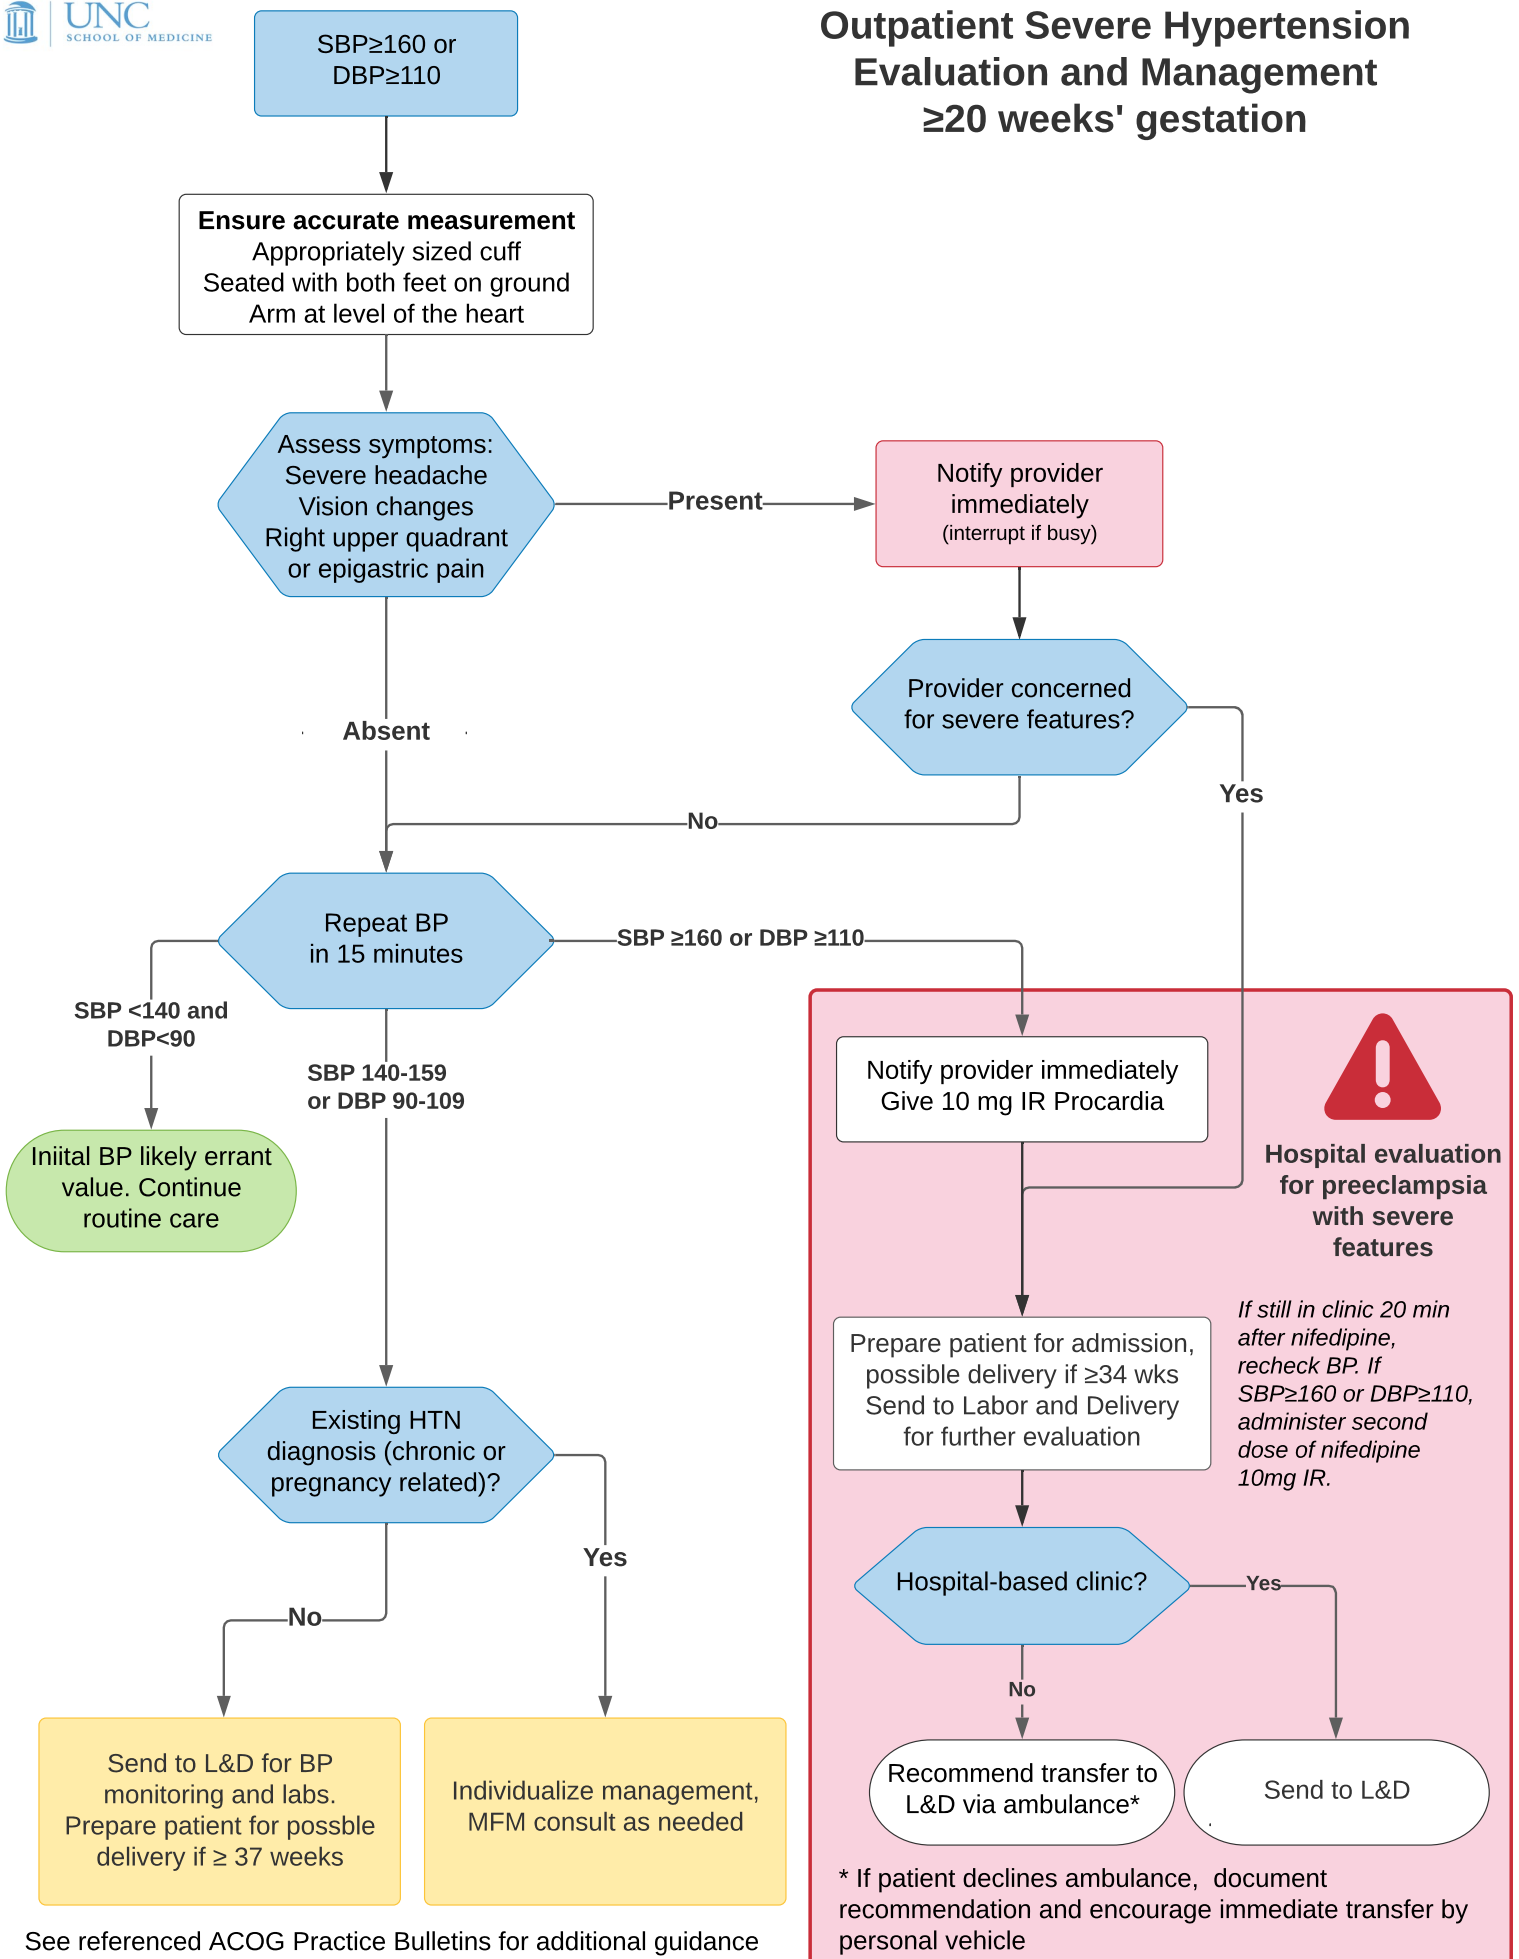 UNC
SCHOOL OF MEDICINE
Outpatient Severe Hypertension
Evaluation and Management
≥20 weeks' gestation
SBP≥160 or
DBP≥110
Ensure accurate measurement
Appropriately sized cuff
Seated with both feet on ground
Arm at level of the heart
Assess symptoms:
Severe headache
Vision changes
Right upper quadrant
or epigastric pain
Present
Notify provider
immediately
(interrupt if busy)
Provider concerned
for severe features?
Absent
Yes
No
Repeat BP
in 15 minutes
SBP ≥160 or DBP ≥110
SBP <140 and
DBP<90
SBP 140-159
or DBP 90-109
Iniital BP likely errant
value. Continue
routine care
Notify provider immediately
Give 10 mg IR Procardia
Hospital evaluation
for preeclampsia
with severe
features
Prepare patient for admission,
possible delivery if ≥34 wks
Send to Labor and Delivery
for further evaluation
If still in clinic 20 min
after nifedipine,
recheck BP. If
SBP≥160 or DBP≥110,
administer second
dose of nifedipine
10mg IR.
Existing HTN
diagnosis (chronic or
pregnancy related)?
Yes
No
Hospital-based clinic?
Yes
No
Send to L&D for BP
monitoring and labs.
Prepare patient for possble
delivery if ≥ 37 weeks
Individualize management,
MFM consult as needed
Recommend transfer to
L&D via ambulance*
Send to L&D
* If patient declines ambulance,  document
recommendation and encourage immediate transfer by
personal vehicle
See referenced ACOG Practice Bulletins for additional guidance